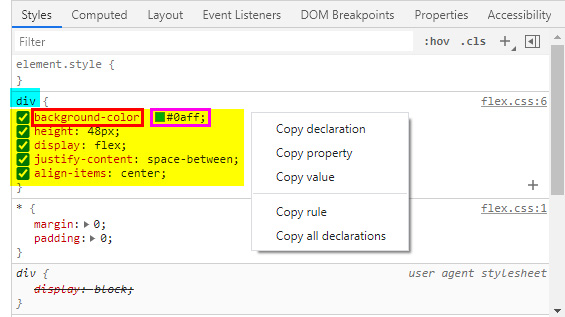 Styles Computed Layout Event Listeners DOM Breakpoints Properties Accessibility
Filter :hov .cls
element.style {
}
div { flex.css:6
background-color #0aff;
height: 48px;
display: flex;
justify-content: space-between;
align-items: center;
}
Copy declaration
Copy property
Copy value
Copy rule
Copy all declarations
* { flex.css:1
margin: 0;
padding: 0;
}
div { user agent stylesheet
display: block;
}